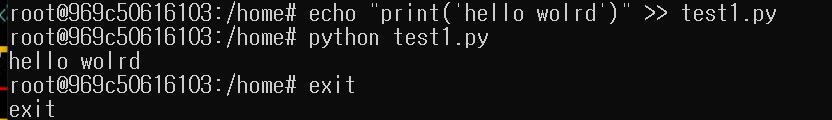 root@969c50616103:/home# echo "print('hello wolrd')" >> test1.py
root@969c50616103:/home# python test1.py
hello wolrd
root@969c50616103:/home# exit
exit